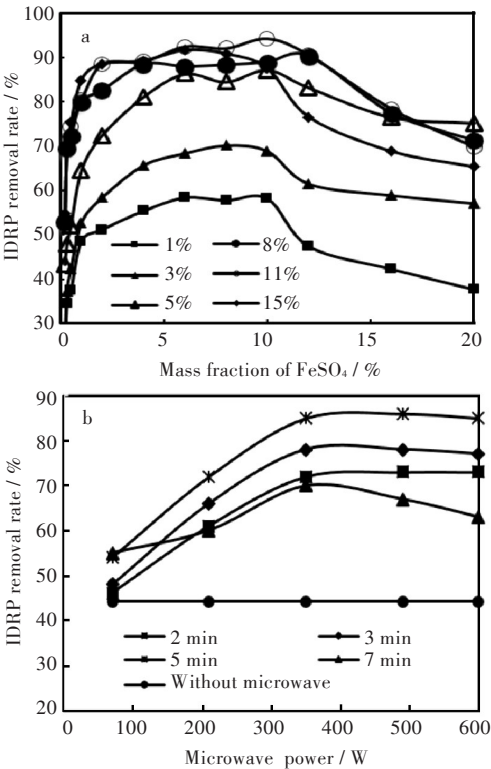 a
100
90
80
70
60
50
40
30
IDRP removal rate / %
1%
8%
3%
11%
5%
15%
0 5 10 15 20
Mass fraction of FeSO₄ / %
b
90
80
70
60
50
40
30
20
IDRP removal rate / %
2 min
3 min
5 min
7 min
Without microwave
0 100 200 300 400 500 600
Microwave power / W